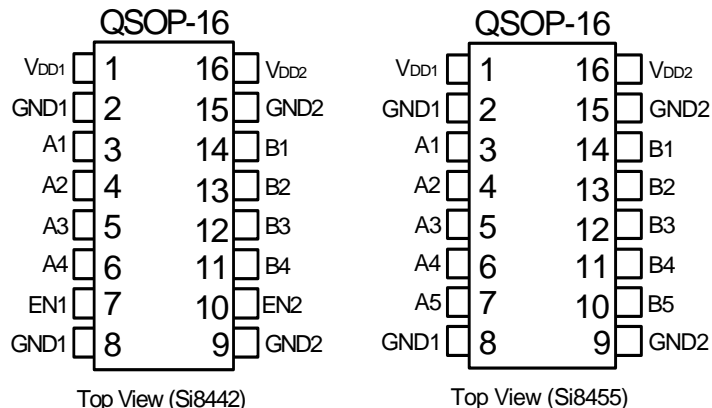 QSOP-16
VDD1 1 16 VDD2
GND1 2 15 GND2
A1 3 14 B1
A2 4 13 B2
A3 5 12 B3
A4 6 11 B4
EN1 7 10 EN2
GND1 8 9 GND2
Top View (Si8442)
QSOP-16
VDD1 1 16 VDD2
GND1 2 15 GND2
A1 3 14 B1
A2 4 13 B2
A3 5 12 B3
A4 6 11 B4
A5 7 10 B5
GND1 8 9 GND2
Top View (Si8455)